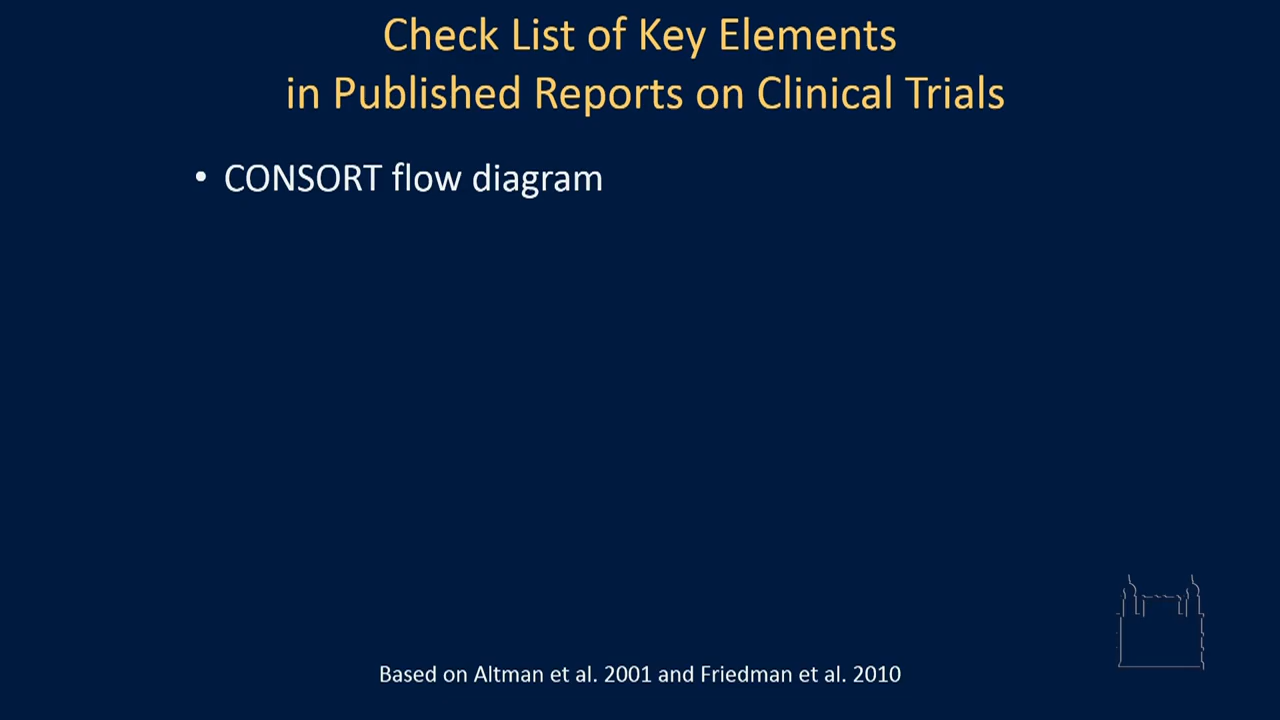 Check List of Key Elements
in Published Reports on Clinical Trials
• CONSORT flow diagram
Based on Altman et al. 2001 and Friedman et al. 2010